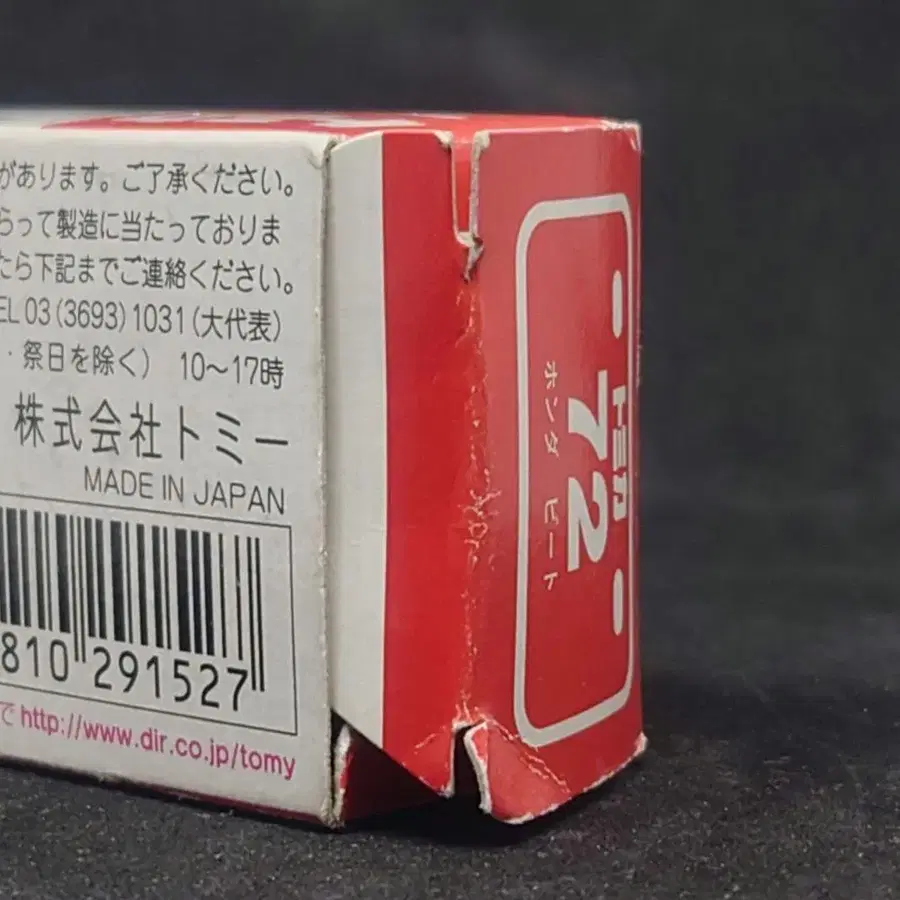 があります。ご了承ください。
らって製造に当たっておりま
たら下記までご連絡ください。
EL 03(3693)1031(大代表)
・祭日を除く) 10〜17時
株式会社トミー
MADE IN JAPAN
810 291527
で http://www.dir.co.jp/tomy
トミカ
72
ホンダ ビート